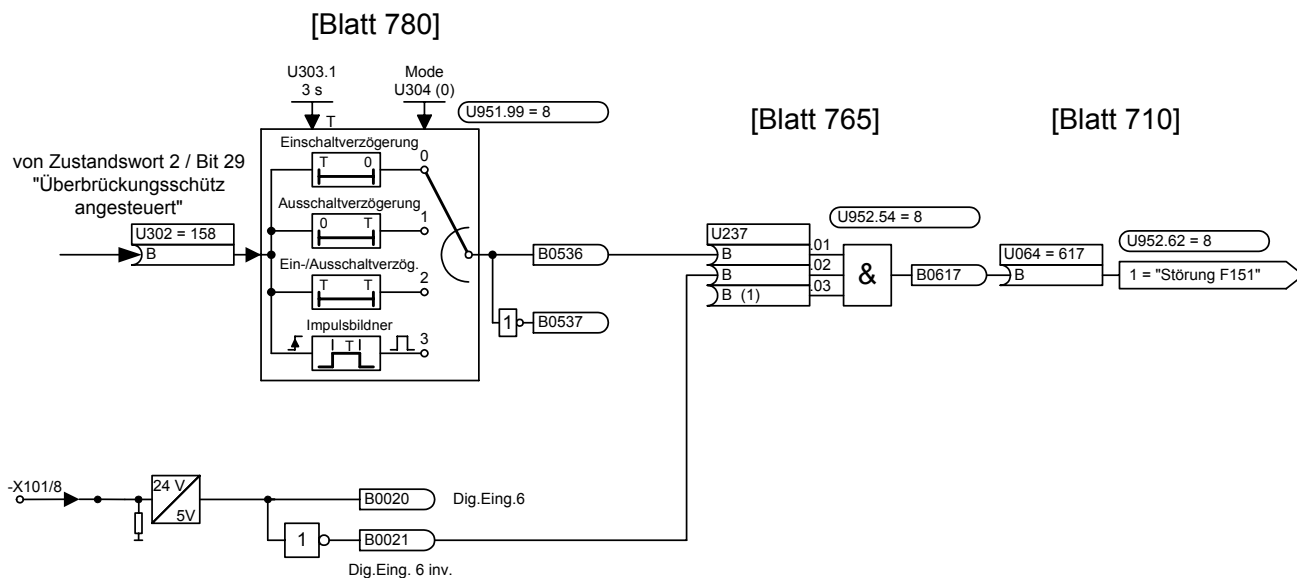 [Blatt 780]
U303.1
3 s
Mode
U304 (0)
U951.99 = 8
[Blatt 765]
[Blatt 710]
T
von Zustandswort 2 / Bit 29
"Überbrückungsschütz
angesteuert"
U302 = 158
B
Einschaltverzögerung
T 0
0
Ausschaltverzögerung
0 T
1
Ein-/Ausschaltverzög.
T T
2
Impulsbildner
T
3
B0536
1
B0537
U952.54 = 8
U237
B
.01
B
.02
B (1)
.03
&
B0617
U064 = 617
B
U952.62 = 8
1 = "Störung F151"
-X101/8
24 V
5V
B0020
Dig.Eing.6
1
B0021
Dig.Eing. 6 inv.